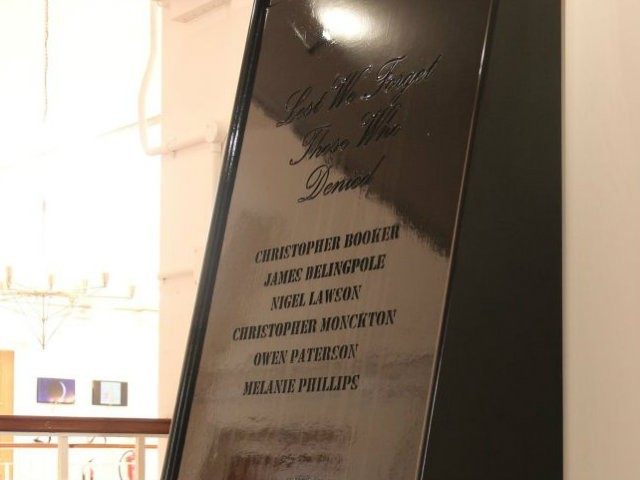 Lest We Forget
Those Who
Denied
CHRISTOPHER BOOKER
JAMES DELINGPOLE
NIGEL LAWSON
CHRISTOPHER MONCKTON
OWEN PATERSON
MELANIE PHILLIPS